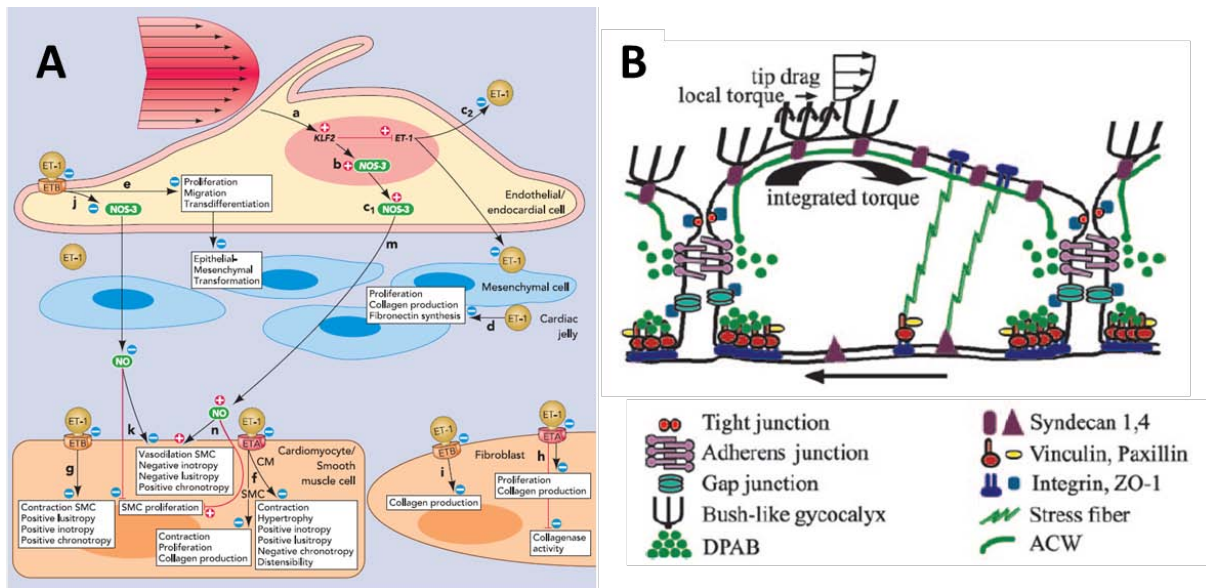 A
a
KLF2
ET-1
c2
ET-1
b
NOS-3
ET-1
ETB
e
j
NOS-3
Proliferation
Migration
Transdifferentiation
c1
NOS-3
Endothelial/
endocardial cell
m
ET-1
Epithelial-
Mesenchymal
Transformation
ET-1
Mesenchymal cell
Proliferation
Collagen production
Fibronectin synthesis
d
ET-1
Cardiac
jelly
NO
NO
ET-1
ETB
k
n
ET-1
ETA
Cardiomyocyte/
Smooth
muscle cell
Vasodilation SMC
Negative inotropy
Negative lusitropy
Positive chronotropy
CM
g
f
SMC
SMC proliferation
Contraction SMC
Positive lusitropy
Positive inotropy
Positive chronotropy
Contraction
Proliferation
Collagen production
Contraction
Hypertrophy
Positive inotropy
Positive lusitropy
Negative chronotropy
Distensibility
ET-1
ETB
Fibroblast
ET-1
ETA
i
h
Collagen production
Proliferation
Collagen production
Collagenase
activity
B
tip drag
local torque
integrated torque
Tight junction
Adherens junction
Gap junction
Bush-like gycocalyx
DPAB
Syndecan 1,4
Vinculin, Paxillin
Integrin, ZO-1
Stress fiber
ACW